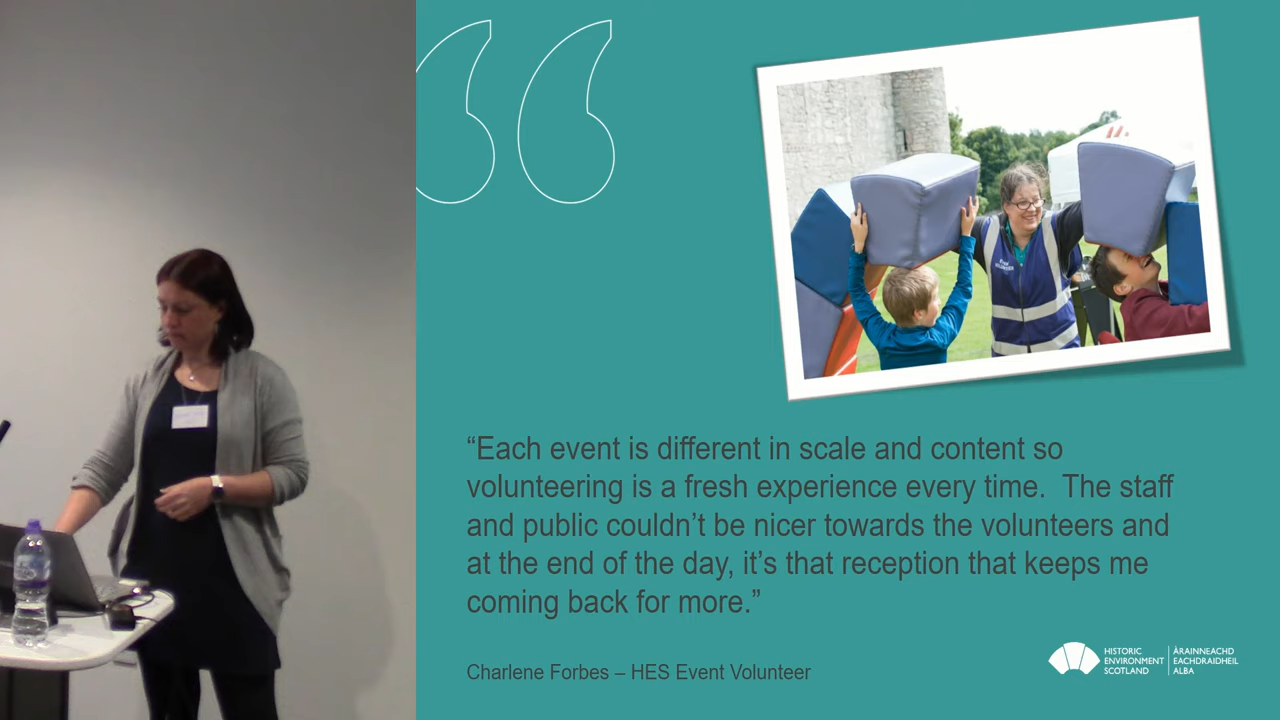 “Each event is different in scale and content so
volunteering is a fresh experience every time.  The staff
and public couldn’t be nicer towards the volunteers and
at the end of the day, it’s that reception that keeps me
coming back for more.”
Charlene Forbes – HES Event Volunteer
HISTORIC
ENVIRONMENT
SCOTLAND
ÀRAINNEACHD
EACHDRAIDHEIL
ALBA